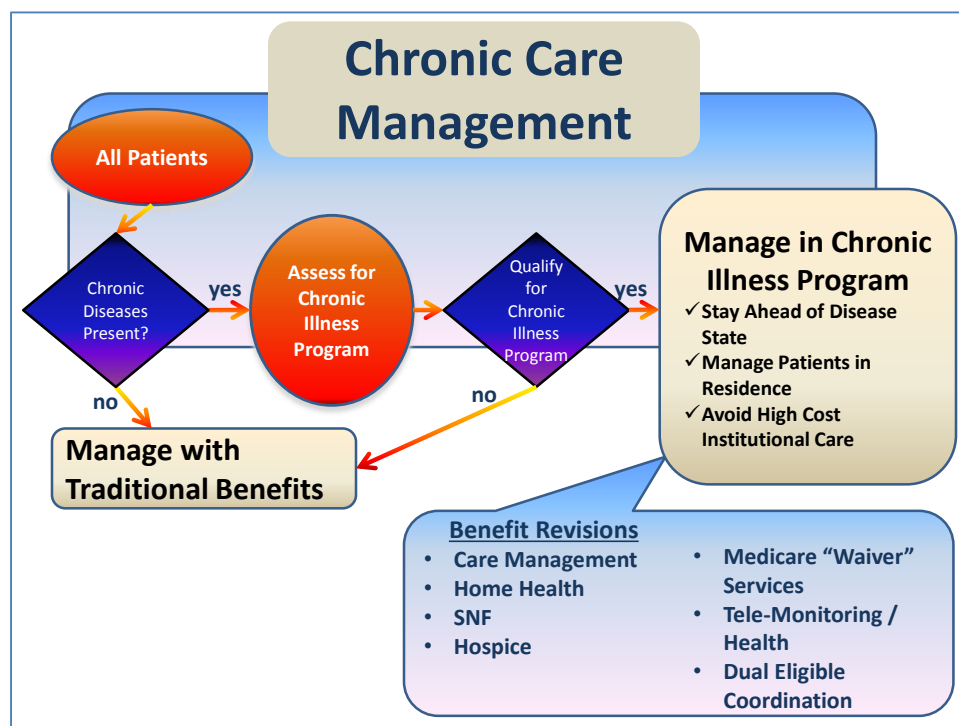 Chronic Care
Management
All Patients
Chronic
Diseases
Present?
yes
no
Assess for
Chronic
Illness
Program
Qualify
for
Chronic
Illness
Program
yes
no
Manage with
Traditional Benefits
Manage in Chronic
Illness Program
✓Stay Ahead of Disease
State
✓Manage Patients in
Residence
✓Avoid High Cost
Institutional Care
Benefit Revisions
• Care Management
• Home Health
• SNF
• Hospice
• Medicare “Waiver”
Services
• Tele-Monitoring /
Health
• Dual Eligible
Coordination